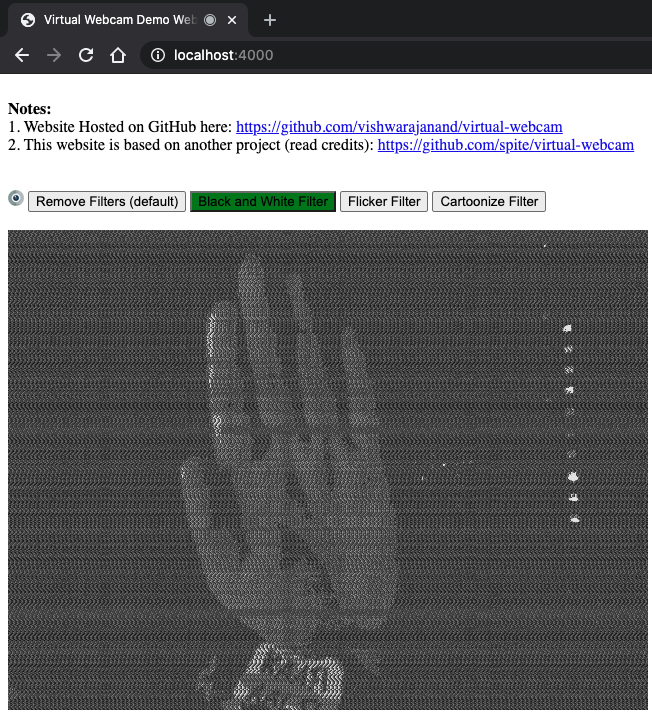 Virtual Webcam Demo Web
localhost:4000
Notes:
1. Website Hosted on GitHub here: https://github.com/vishwarajanand/virtual-webcam
2. This website is based on another project (read credits): https://github.com/spite/virtual-webcam
Remove Filters (default) Black and White Filter Flicker Filter Cartoonize Filter